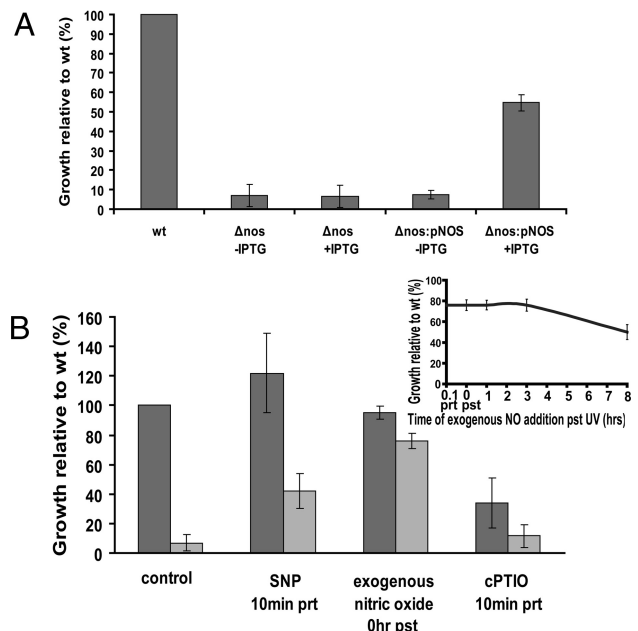 A
Growth relative to wt (%)
100
90
80
70
60
50
40
30
20
10
0
wt
Δnos
-IPTG
Δnos
+IPTG
Δnos:pNOS
-IPTG
Δnos:pNOS
+IPTG
B
Growth relative to wt (%)
160
140
120
100
80
60
40
20
0
control
SNP
10min prt
exogenous
nitric oxide
0hr pst
cPTIO
10min prt
Growth relative to wt (%)
100
80
60
40
20
0
0.1 0 1 2 3 4 5 6 7 8
prt pst
Time of exogenous NO addition pst UV (hrs)